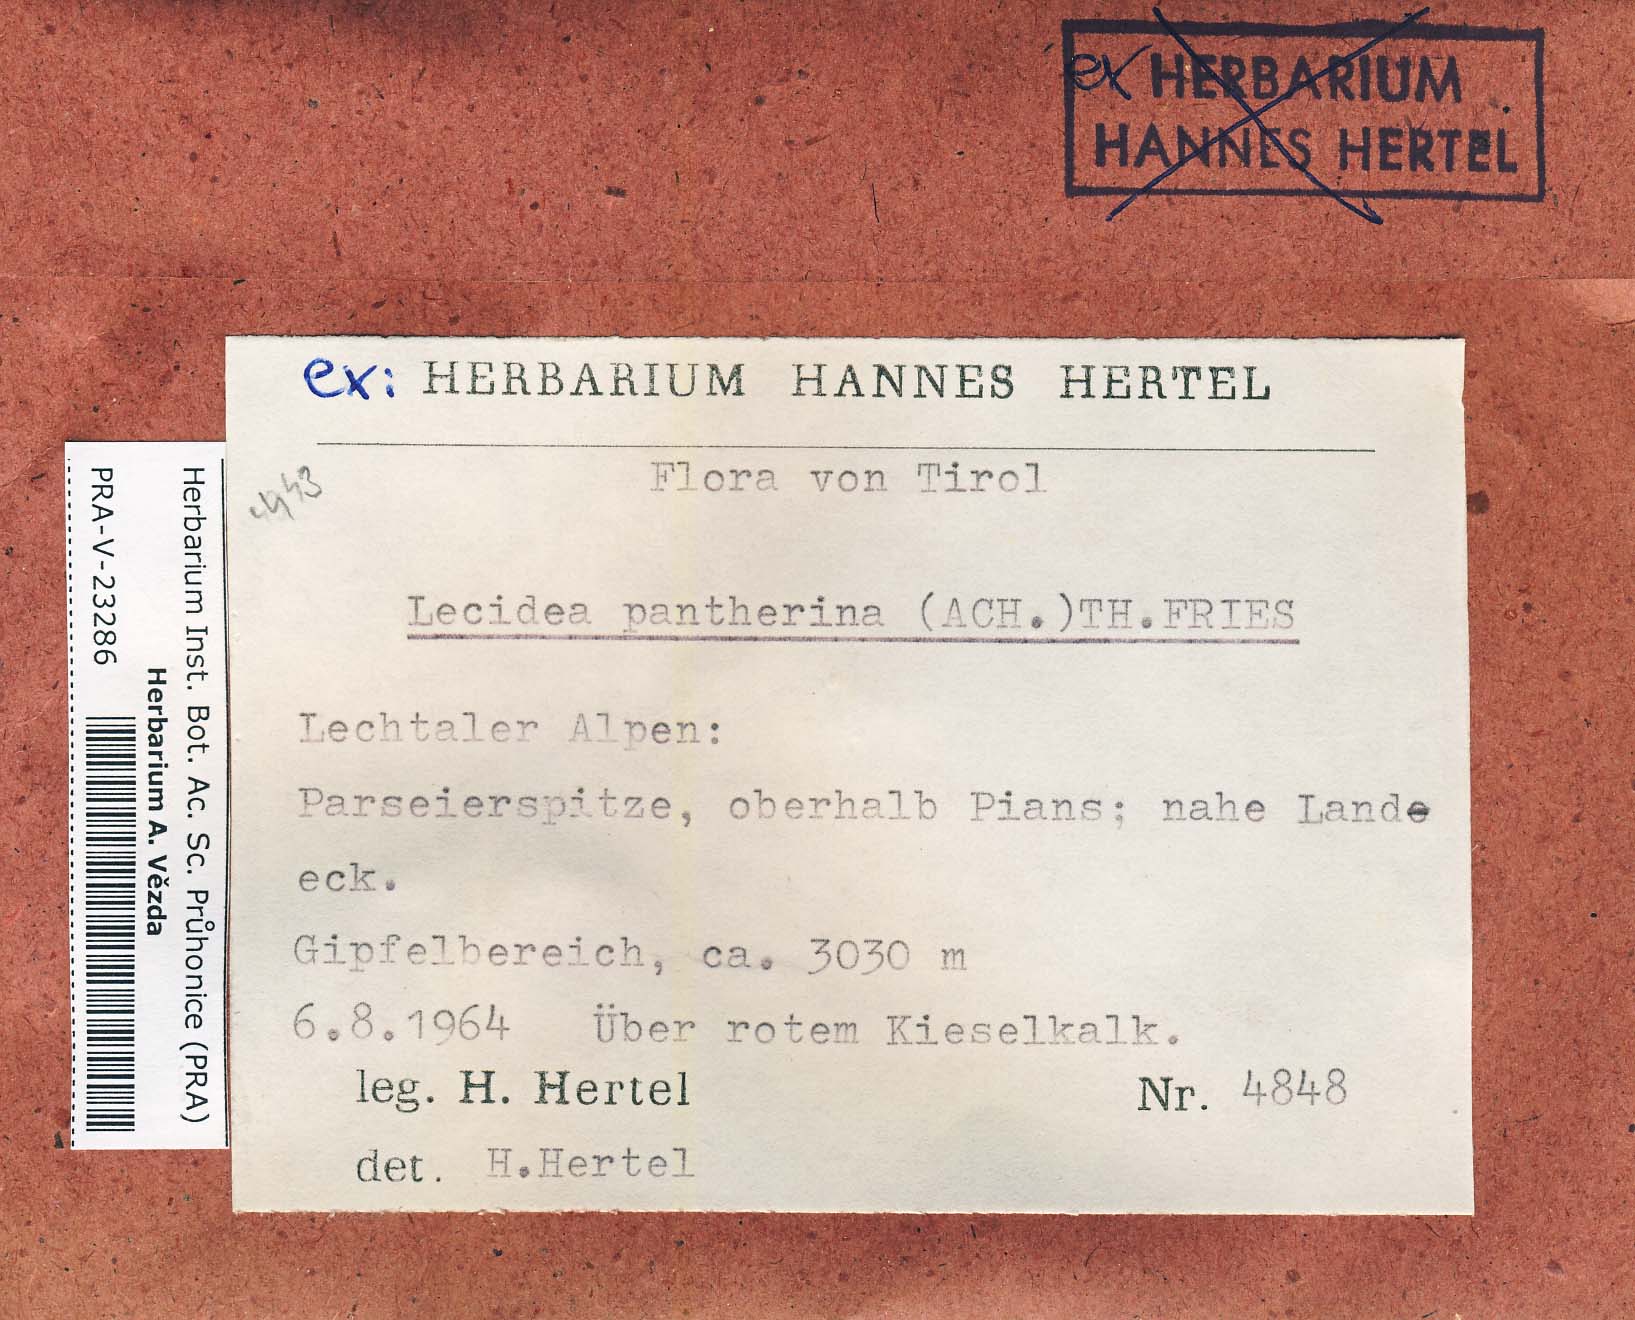 ex HERBARIUM
HANNES HERTEL
ex: HERBARIUM HANNES HERTEL
Flora von Tirol
Lecidea pantherina (ACH.)TH.FRIES
Lechtaler Alpen:
Parseierspitze, oberhalb Pians; nahe Land
eck.
Gipfelbereich, ca. 3030 m
6.8.1964 Über rotem Kieselkalk.
leg. H. Hertel Nr. 4848
det. H.Hertel
Herbarium Inst. Bot. Ac. Sc. Průhonice (PRA)
Herbarium A. Vězda
PRA-V-23286